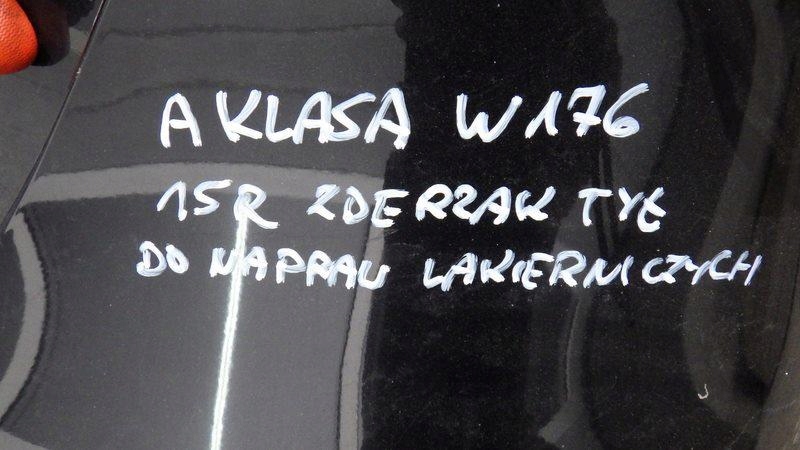 A KLASA W176
15R ZDERZAK TYŁ
DO NAPRAW LAKIERNICZYCH